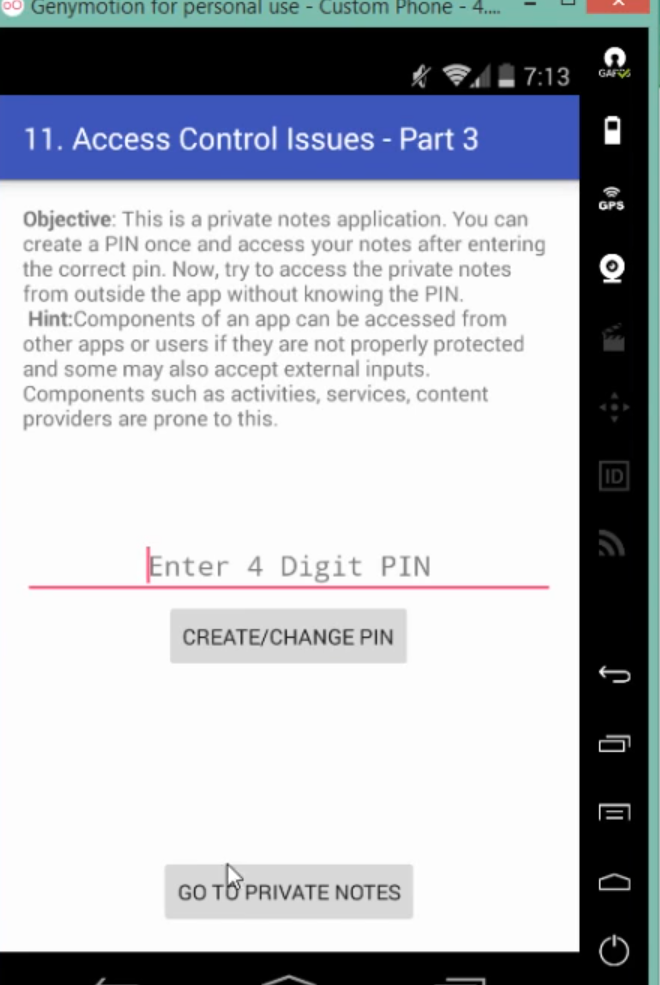 Genymotion for personal use - Custom Phone - 4....
7:13
GAPPS
11. Access Control Issues - Part 3
GPS
Objective: This is a private notes application. You can
create a PIN once and access your notes after entering
the correct pin. Now, try to access the private notes
from outside the app without knowing the PIN.
Hint:Components of an app can be accessed from
other apps or users if they are not properly protected
and some may also accept external inputs.
Components such as activities, services, content
providers are prone to this.
ID
Enter 4 Digit PIN
CREATE/CHANGE PIN
GO TO PRIVATE NOTES